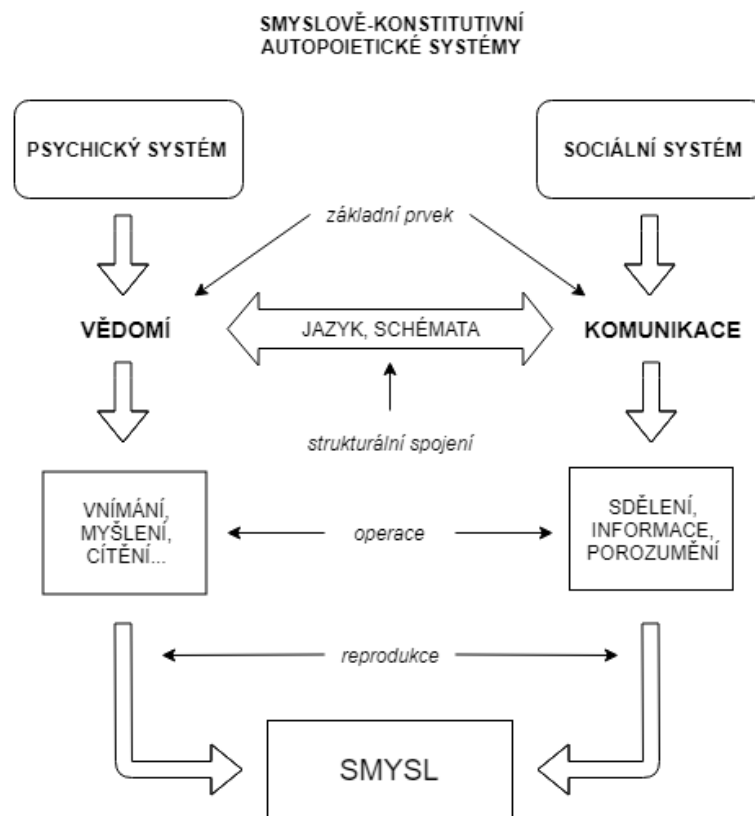 SMYSLOVĚ-KONSTITUTIVNÍ
AUTOPOIETICKÉ SYSTÉMY
PSYCHICKÝ SYSTÉM
SOCIÁLNÍ SYSTÉM
základní prvek
VĚDOMÍ
JAZYK, SCHÉMATA
KOMUNIKACE
strukturální spojení
VNÍMÁNÍ,
MYŠLENÍ,
CÍTĚNÍ...
operace
SDĚLENÍ,
INFORMACE,
POROZUMĚNÍ
reprodukce
SMYSL